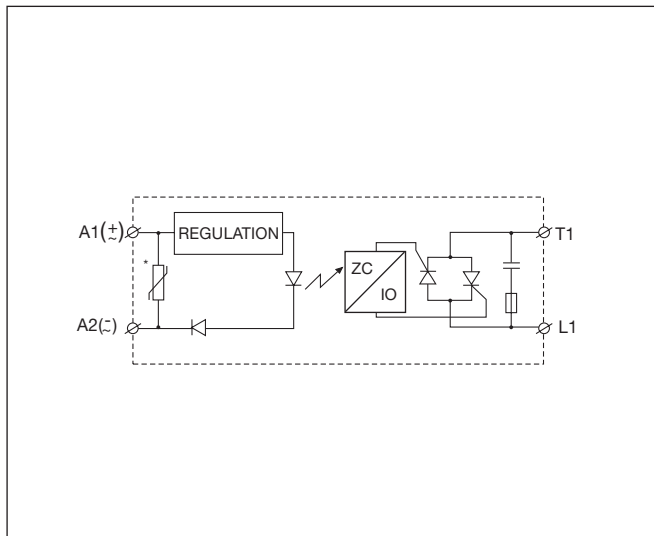 A1(±~)
REGULATION
T1
*
ZC
IO
A2(-~)
L1